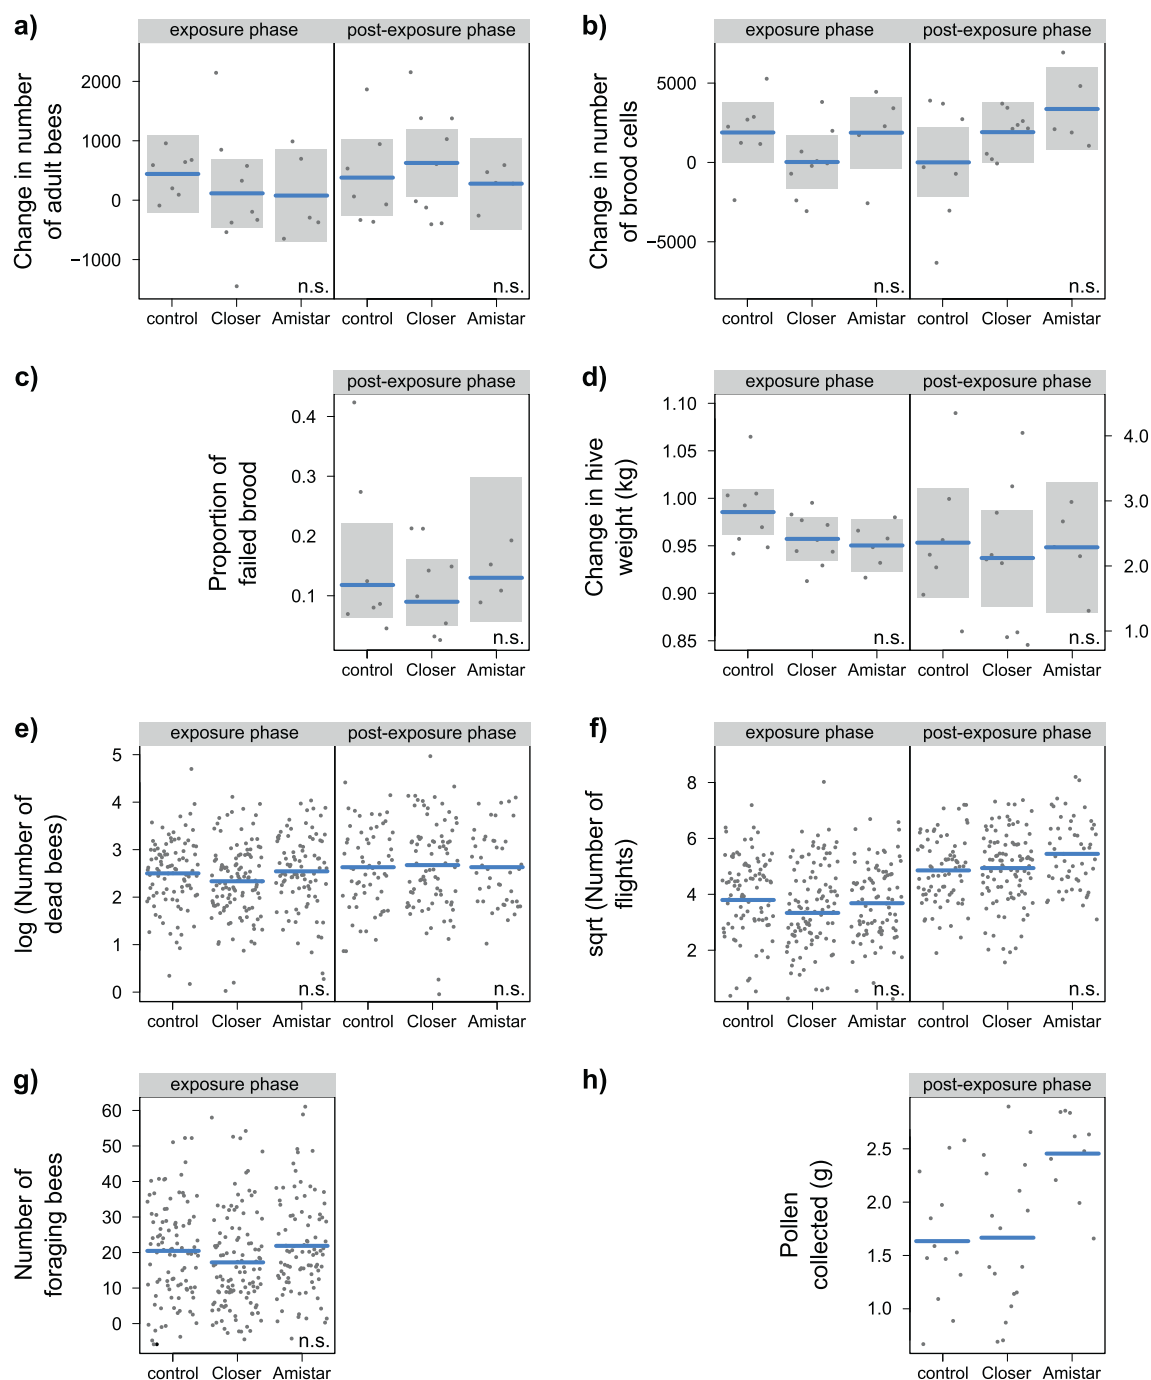 a)
exposure phase
post-exposure phase
Change in number
of adult bees
2000
1000
0
−1000
n.s.
n.s.
control
Closer
Amistar
control
Closer
Amistar
b)
exposure phase
post-exposure phase
Change in number
of brood cells
5000
0
−5000
n.s.
n.s.
control
Closer
Amistar
control
Closer
Amistar
c)
post-exposure phase
Proportion of
failed brood
0.4
0.3
0.2
0.1
n.s.
control
Closer
Amistar
d)
exposure phase
post-exposure phase
Change in hive
weight (kg)
1.10
1.05
1.00
0.95
0.90
0.85
4.0
3.0
2.0
1.0
n.s.
n.s.
control
Closer
Amistar
control
Closer
Amistar
e)
exposure phase
post-exposure phase
log (Number of
dead bees)
5
4
3
2
1
0
n.s.
n.s.
control
Closer
Amistar
control
Closer
Amistar
f)
exposure phase
post-exposure phase
sqrt (Number of
flights)
8
6
4
2
n.s.
n.s.
control
Closer
Amistar
control
Closer
Amistar
g)
exposure phase
Number of
foraging bees
60
50
40
30
20
10
0
n.s.
control
Closer
Amistar
h)
post-exposure phase
Pollen
collected (g)
2.5
2.0
1.5
1.0
control
Closer
Amistar